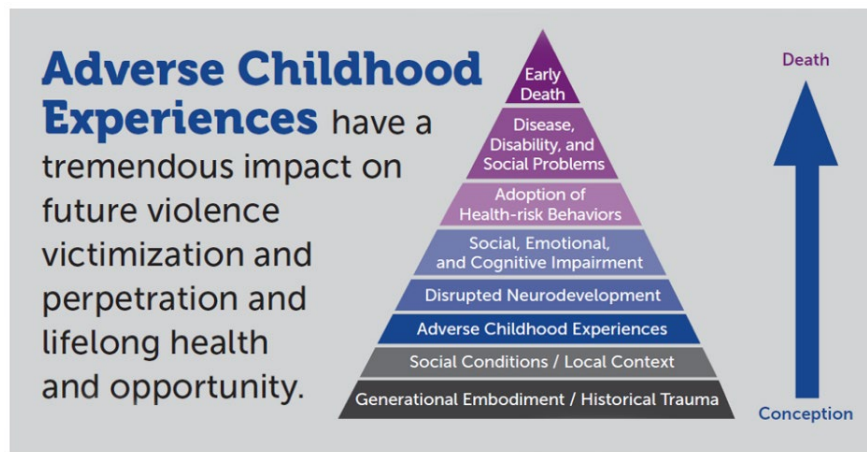 Adverse Childhood
Experiences have a
tremendous impact on
future violence
victimization and
perpetration and
lifelong health
and opportunity.
Early
Death
Disease,
Disability, and
Social Problems
Adoption of
Health-risk Behaviors
Social, Emotional,
and Cognitive Impairment
Disrupted Neurodevelopment
Adverse Childhood Experiences
Social Conditions / Local Context
Generational Embodiment / Historical Trauma
Death
Conception